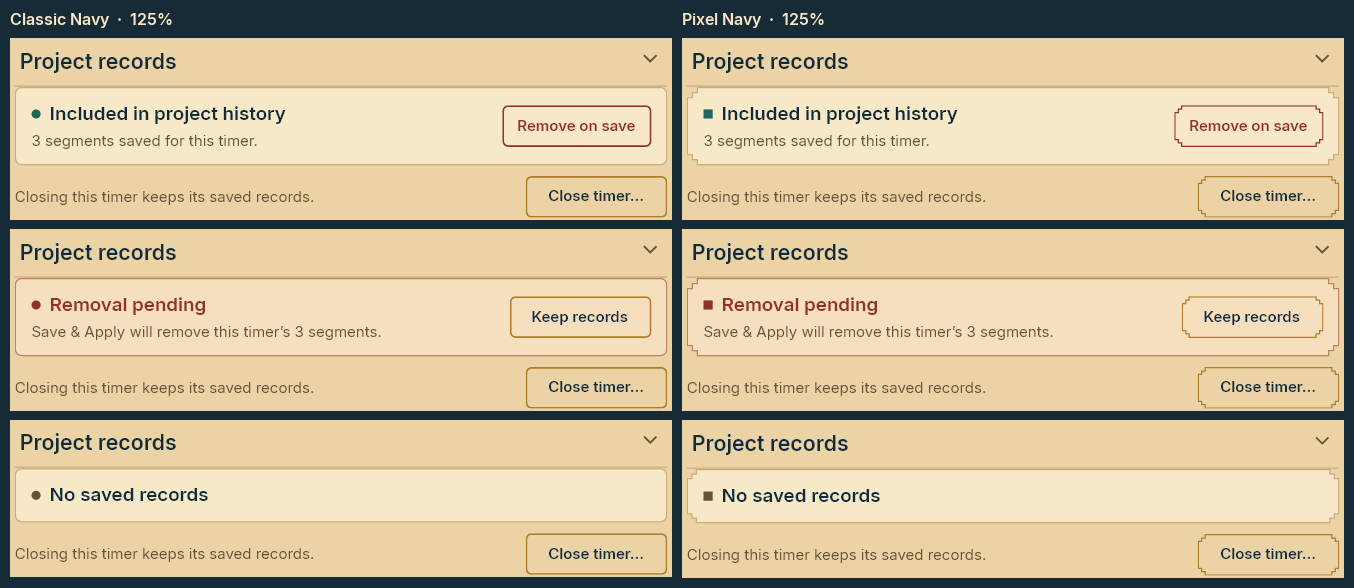 Classic Navy · 125%
Project records
Included in project history
3 segments saved for this timer.
Remove on save
Closing this timer keeps its saved records.
Close timer...
Project records
Removal pending
Save & Apply will remove this timer’s 3 segments.
Keep records
Closing this timer keeps its saved records.
Close timer...
Project records
No saved records
Closing this timer keeps its saved records.
Close timer...
Pixel Navy · 125%
Project records
Included in project history
3 segments saved for this timer.
Remove on save
Closing this timer keeps its saved records.
Close timer...
Project records
Removal pending
Save & Apply will remove this timer’s 3 segments.
Keep records
Closing this timer keeps its saved records.
Close timer...
Project records
No saved records
Closing this timer keeps its saved records.
Close timer...